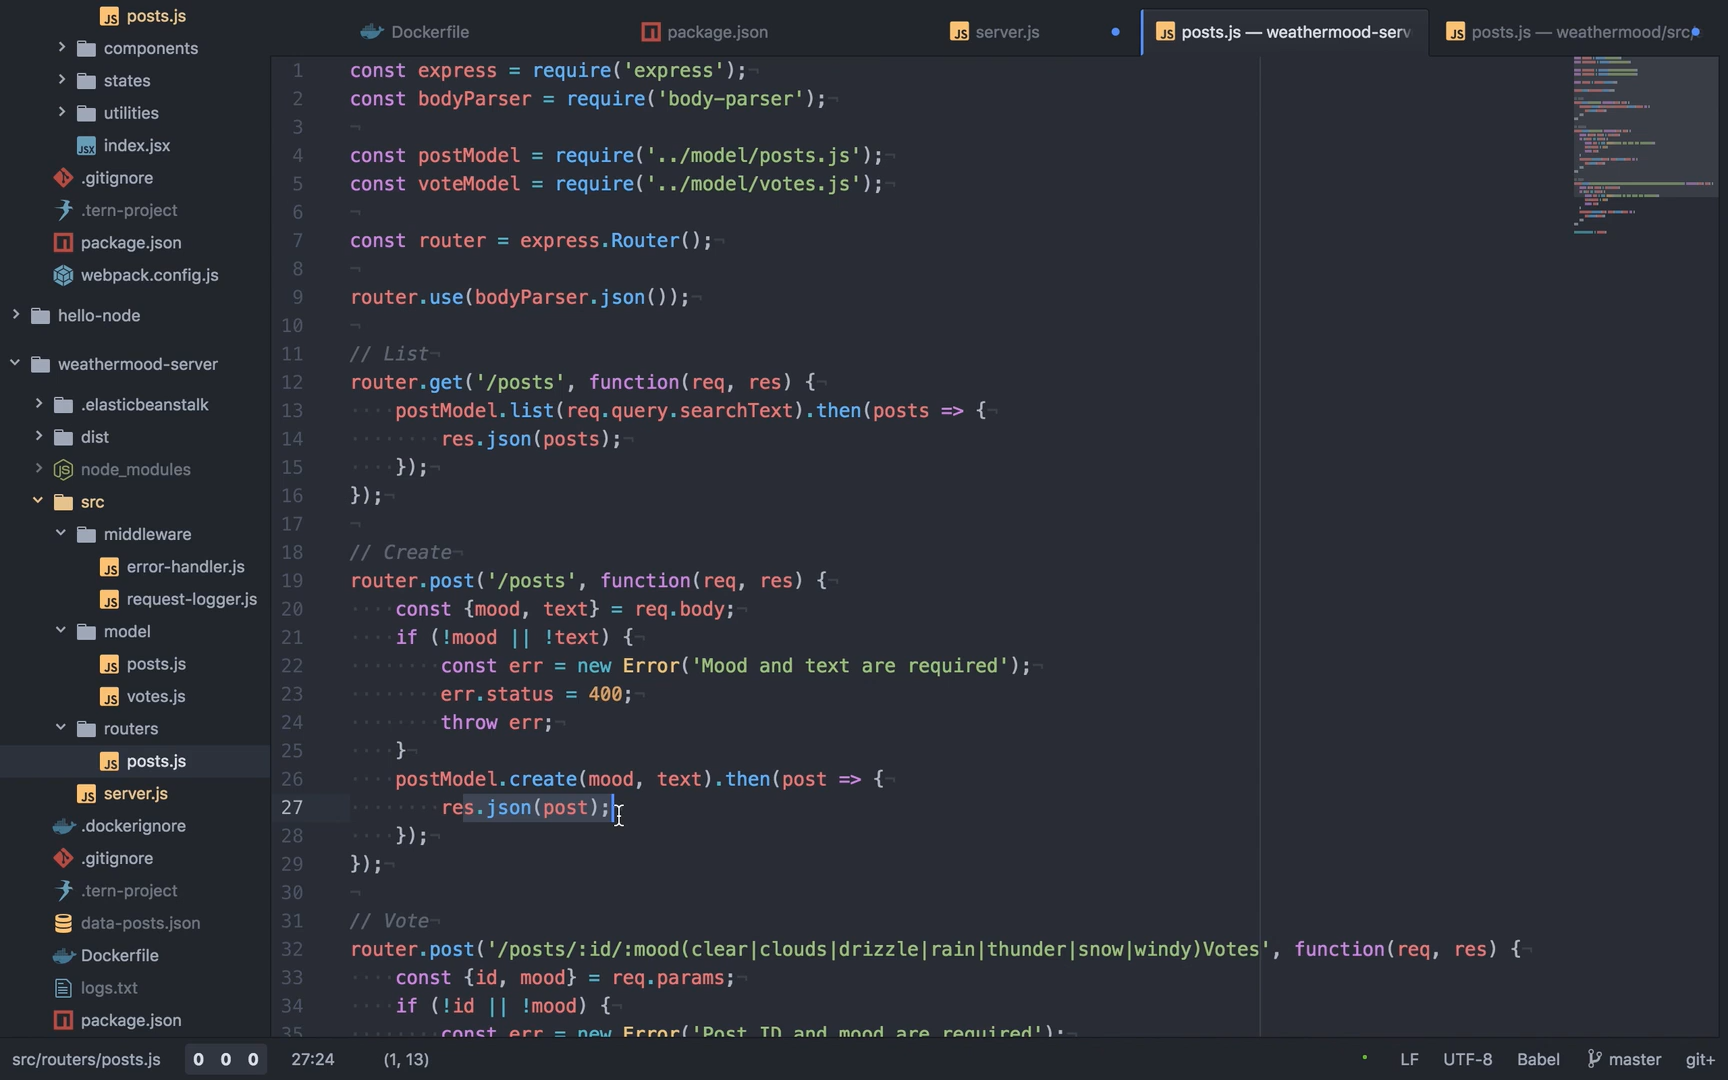 posts.js
components
states
utilities
index.jsx
.gitignore
.tern-project
package.json
webpack.config.js
hello-node
weathermood-server
.elasticbeanstalk
dist
node_modules
src
middleware
error-handler.js
request-logger.js
model
posts.js
votes.js
routers
posts.js
server.js
.dockerignore
.gitignore
.tern-project
data-posts.json
Dockerfile
logs.txt
package.json
Dockerfile
package.json
server.js
posts.js — weathermood-serv
posts.js — weathermood/src
1 const express = require('express');
2 const bodyParser = require('body-parser');
3
4 const postModel = require('../model/posts.js');
5 const voteModel = require('../model/votes.js');
6
7 const router = express.Router();
8
9 router.use(bodyParser.json());
10
11 // List
12 router.get('/posts', function(req, res) {
13     postModel.list(req.query.searchText).then(posts => {
14         res.json(posts);
15     });
16 });
17
18 // Create
19 router.post('/posts', function(req, res) {
20     const {mood, text} = req.body;
21     if (!mood || !text) {
22         const err = new Error('Mood and text are required');
23         err.status = 400;
24         throw err;
25     }
26     postModel.create(mood, text).then(post => {
27         res.json(post);
28     });
29 });
30
31 // Vote
32 router.post('/posts/:id/:mood(clear|clouds|drizzle|rain|thunder|snow|windy)Votes', function(req, res) {
33     const {id, mood} = req.params;
34     if (!id || !mood) {
35         const err = new Error('Post ID and mood are required');
src/routers/posts.js 0 0 0 27:24 (1, 13) LF UTF-8 Babel master git+